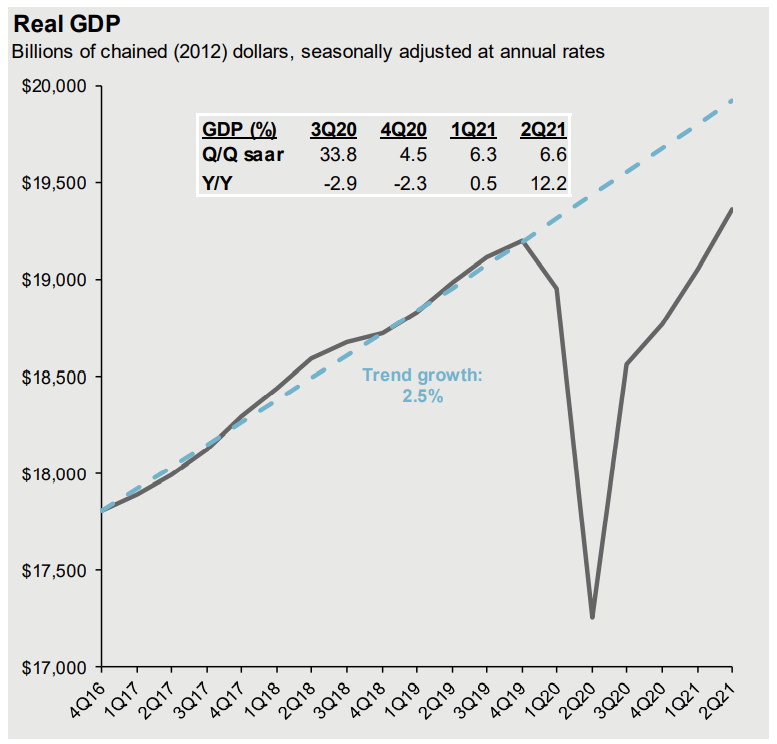 Real GDP
Billions of chained (2012) dollars, seasonally adjusted at annual rates
$20,000
GDP (%) 3Q20 4Q20 1Q21 2Q21
Q/Q saar 33.8 4.5 6.3 6.6
Y/Y -2.9 -2.3 0.5 12.2
$19,500
$19,000
$18,500
Trend growth:
2.5%
$18,000
$17,500
$17,000
4Q16 1Q17 2Q17 3Q17 4Q17 1Q18 2Q18 3Q18 4Q18 1Q19 2Q19 3Q19 4Q19 1Q20 2Q20 3Q20 4Q20 1Q21 2Q21